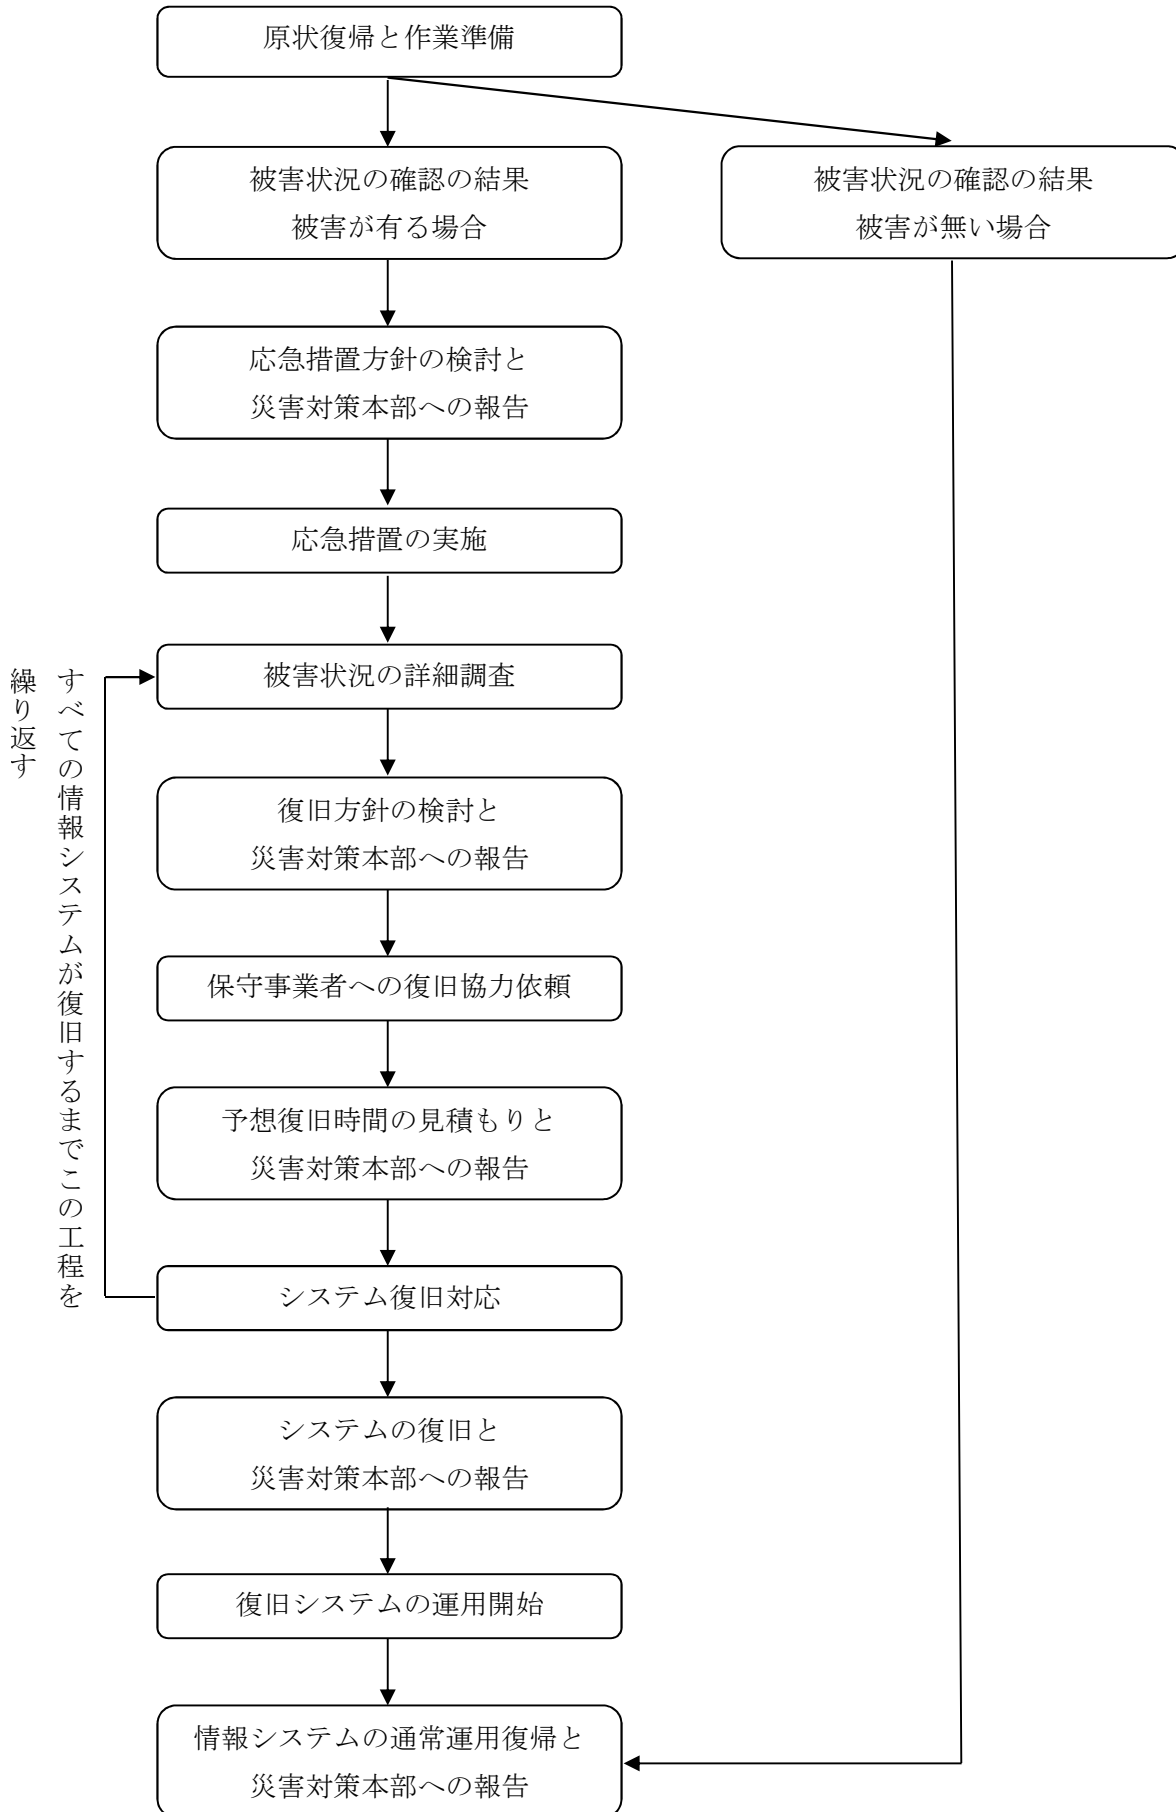 原状復帰と作業準備
被害状況の確認の結果
被害が有る場合
被害状況の確認の結果
被害が無い場合
応急措置方針の検討と
災害対策本部への報告
応急措置の実施
被害状況の詳細調査
復旧方針の検討と
災害対策本部への報告
保守事業者への復旧協力依頼
予想復旧時間の見積もりと
災害対策本部への報告
システム復旧対応
すべての情報システムが復旧するまでこの工程を
繰り返す
システムの復旧と
災害対策本部への報告
復旧システムの運用開始
情報システムの通常運用復帰と
災害対策本部への報告